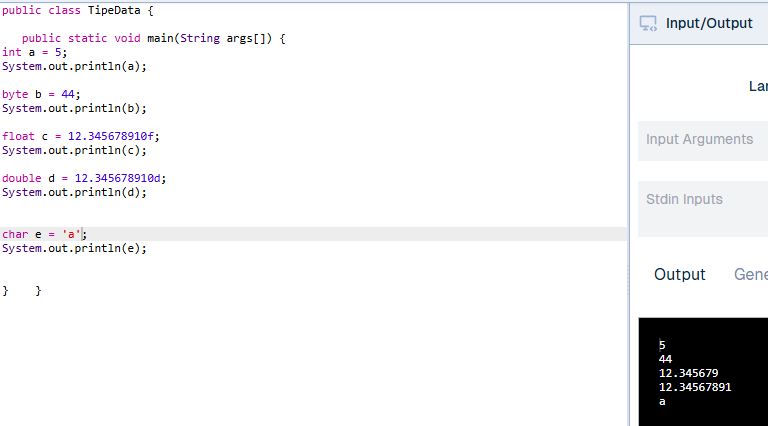 public class TipeData {
public static void main(String args[]) {
int a = 5;
System.out.println(a);
byte b = 44;
System.out.println(b);
float c = 12.345678910f;
System.out.println(c);
double d = 12.345678910d;
System.out.println(d);
char e = 'a';
System.out.println(e);
} }
Input/Output
Lar
Input Arguments
Stdin Inputs
Output Gene
5
44
12.345679
12.34567891
a